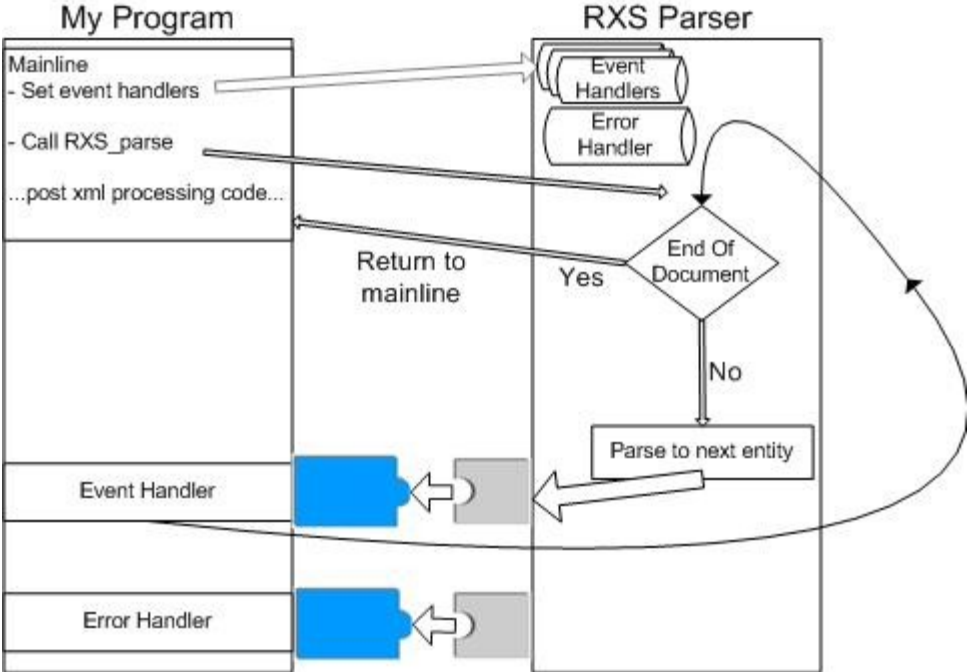 My Program
RXS Parser
Mainline
- Set event handlers
- Call RXS_parse
...post xml processing code...
Event
Handlers
Error
Handler
End Of
Document
Yes
Return to
mainline
No
Parse to next entity
Event Handler
Error Handler